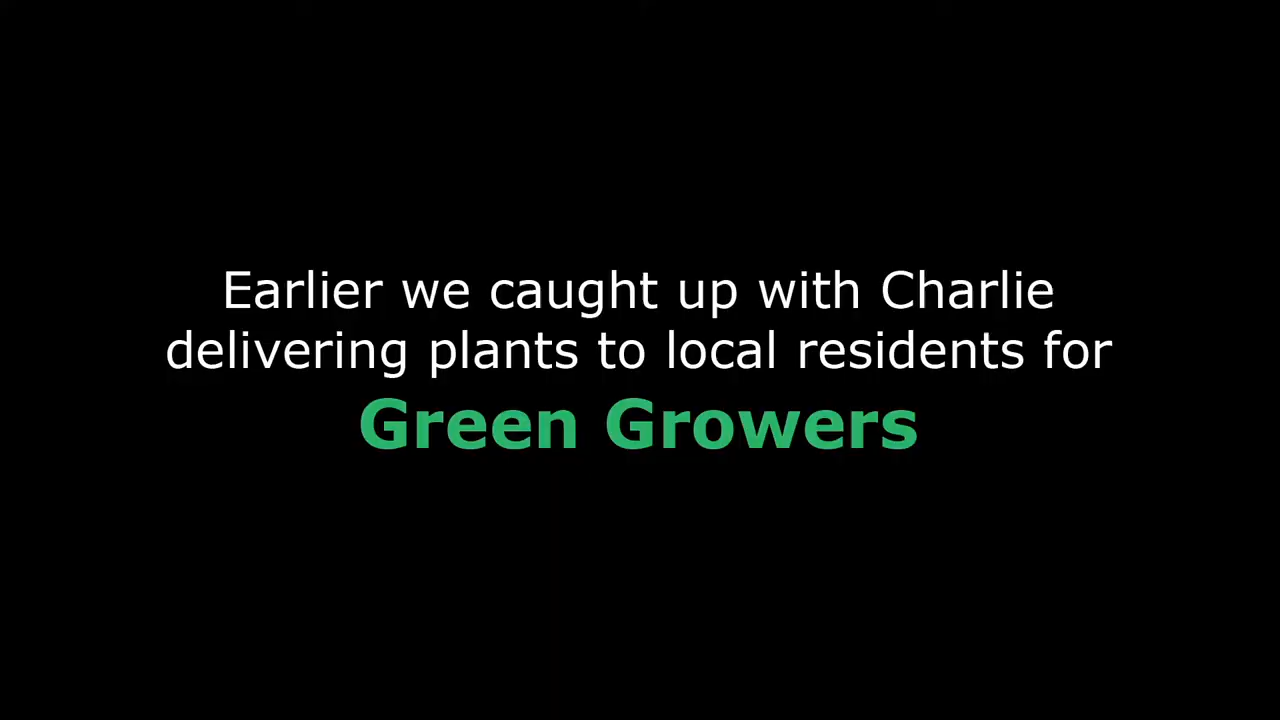 Earlier we caught up with Charlie
delivering plants to local residents for
Green Growers